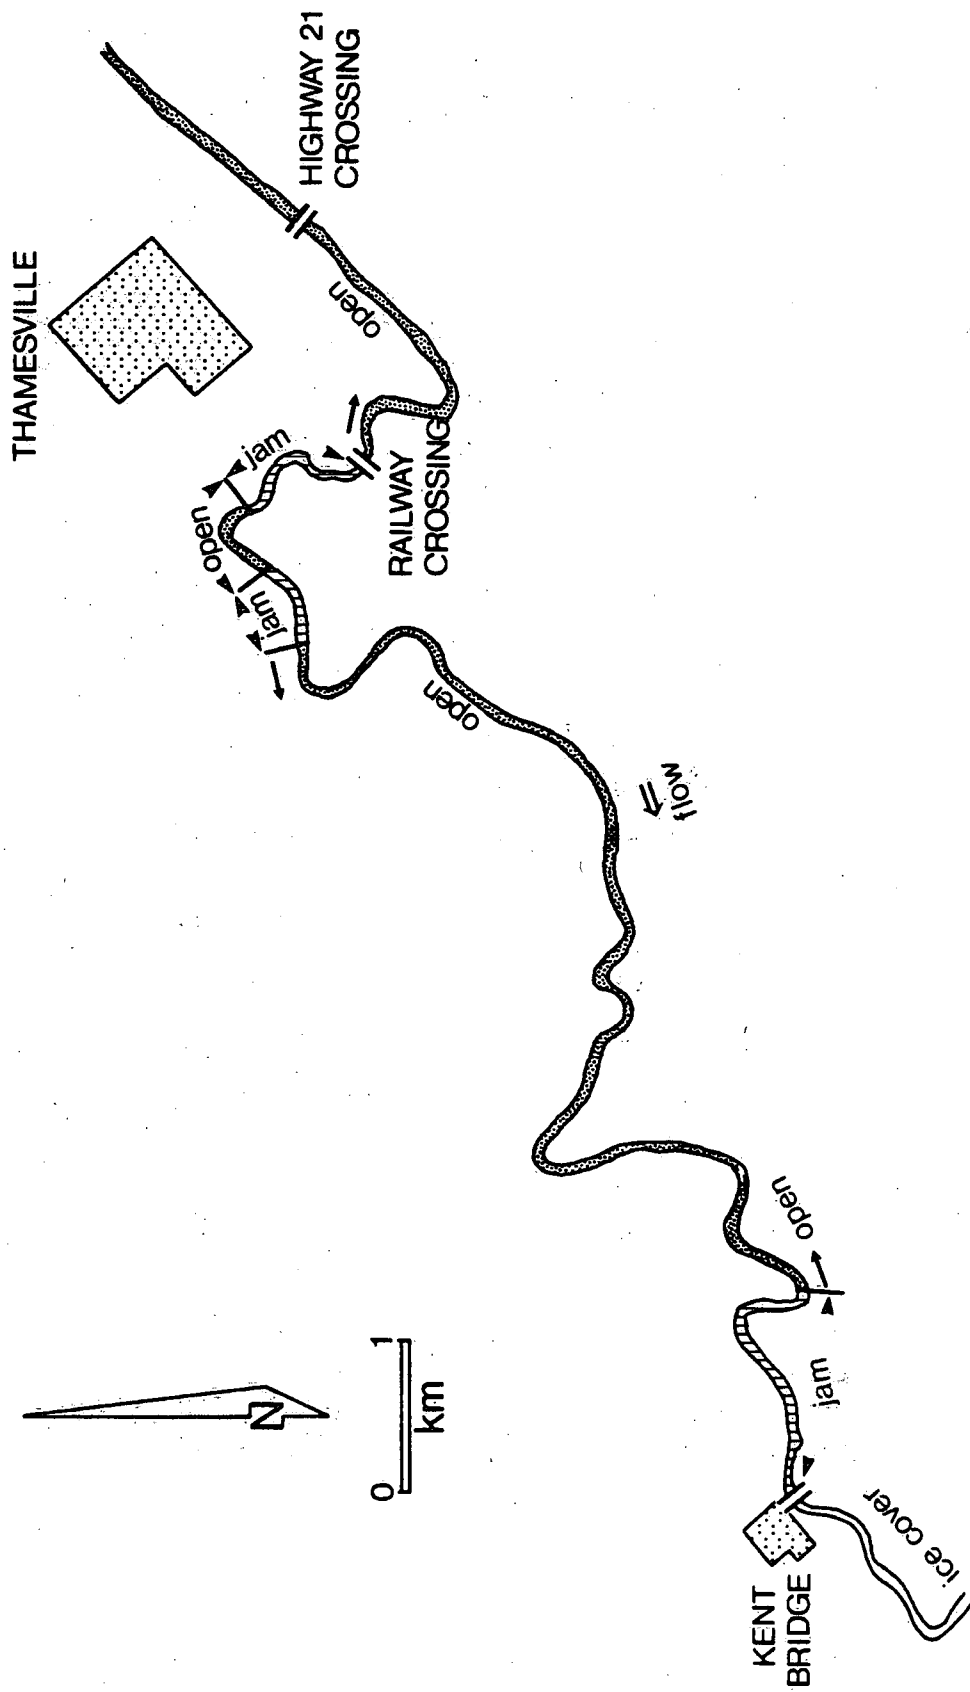 THAMESVILLE
HIGHWAY 21
CROSSING
open
jam
open
jam
RAILWAY
CROSSING
open
flow
open
jam
N
0
1
km
KENT
BRIDGE
ice cover